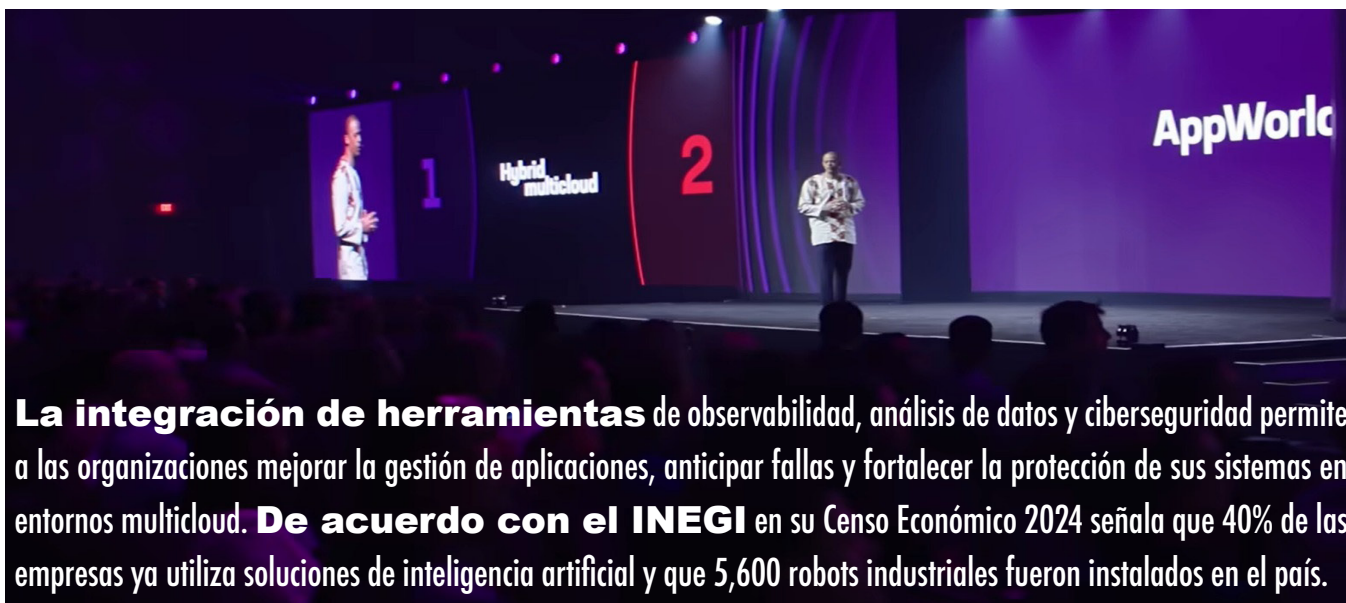 1
Hybrid
multicloud
2
AppWorld
La integración de herramientas de observabilidad, análisis de datos y ciberseguridad permite
a las organizaciones mejorar la gestión de aplicaciones, anticipar fallas y fortalecer la protección de sus sistemas en
entornos multicloud. De acuerdo con el INEGI en su Censo Económico 2024 señala que 40% de las
empresas ya utiliza soluciones de inteligencia artificial y que 5,600 robots industriales fueron instalados en el país.